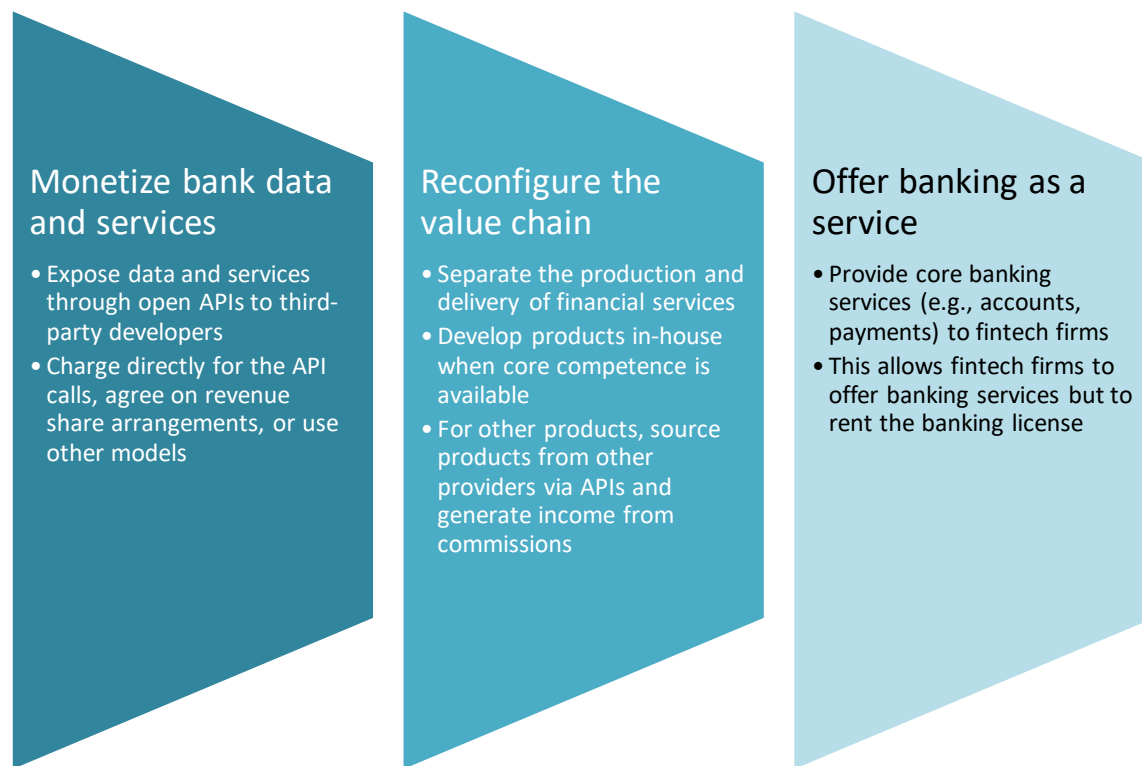 Monetize bank data
and services
• Expose data and services
through open APIs to third-
party developers
• Charge directly for the API
calls, agree on revenue
share arrangements, or use
other models
Reconfigure the
value chain
• Separate the production and
delivery of financial services
• Develop products in-house
when core competence is
available
• For other products, source
products from other
providers via APIs and
generate income from
commissions
Offer banking as a
service
• Provide core banking
services (e.g., accounts,
payments) to fintech firms
• This allows fintech firms to
offer banking services but to
rent the banking license